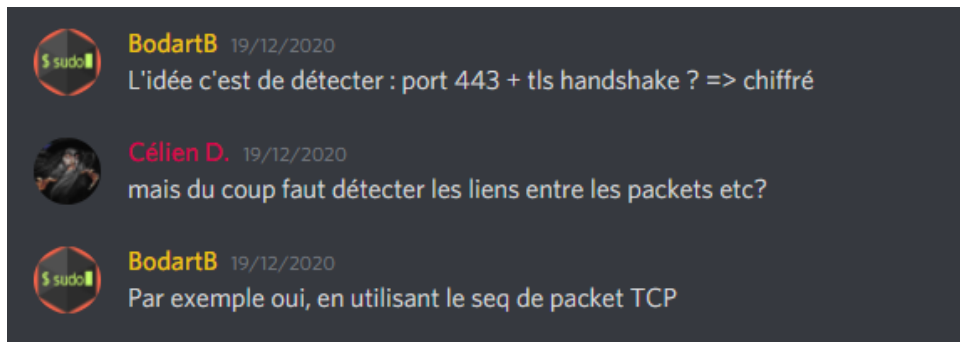 BodartB 19/12/2020
$ sudo
L'idée c'est de détecter : port 443 + tls handshake ? => chiffré
Célien D. 19/12/2020
mais du coup faut détecter les liens entre les packets etc?
BodartB 19/12/2020
$ sudo
Par exemple oui, en utilisant le seq de packet TCP